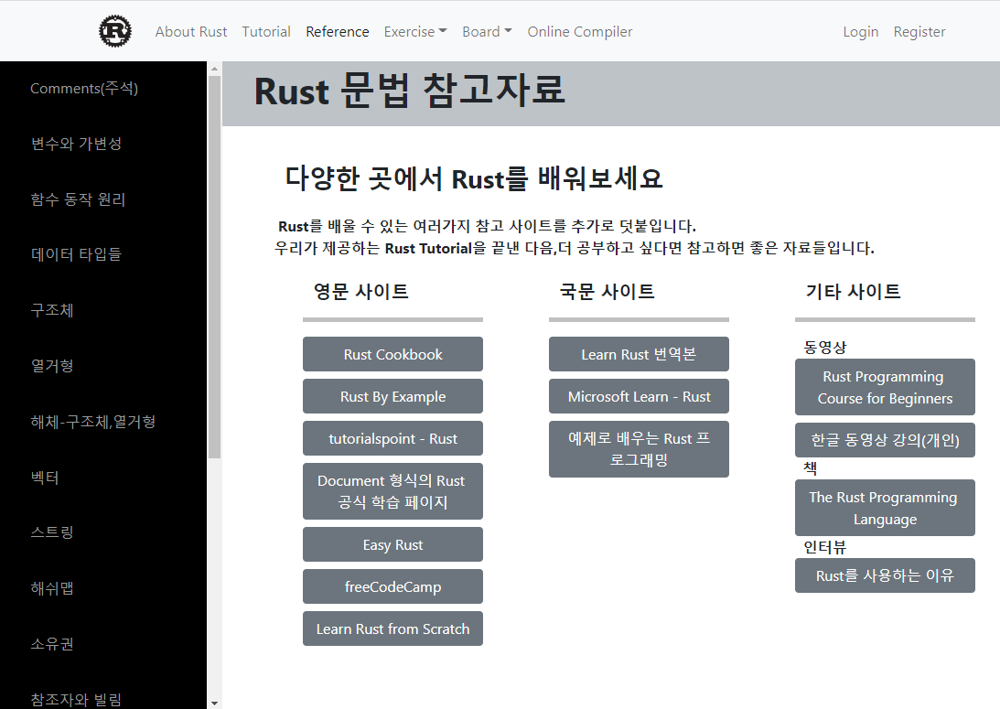 R
About Rust
Tutorial
Reference
Exercise
Board
Online Compiler
Login
Register
Comments(주석)
변수와 가변성
함수 동작 원리
데이터 타입들
구조체
열거형
해체-구조체,열거형
벡터
스트링
해쉬맵
소유권
참조자와 빌림
Rust 문법 참고자료
다양한 곳에서 Rust를 배워보세요
Rust를 배울 수 있는 여러가지 참고 사이트를 추가로 덧붙입니다.
우리가 제공하는 Rust Tutorial을 끝낸 다음,더 공부하고 싶다면 참고하면 좋은 자료들입니다.
영문 사이트
Rust Cookbook
Rust By Example
tutorialspoint - Rust
Document 형식의 Rust
공식 학습 페이지
Easy Rust
freeCodeCamp
Learn Rust from Scratch
국문 사이트
Learn Rust 번역본
Microsoft Learn - Rust
예제로 배우는 Rust 프
로그래밍
기타 사이트
동영상
Rust Programming
Course for Beginners
한글 동영상 강의(개인)
책
The Rust Programming
Language
인터뷰
Rust를 사용하는 이유